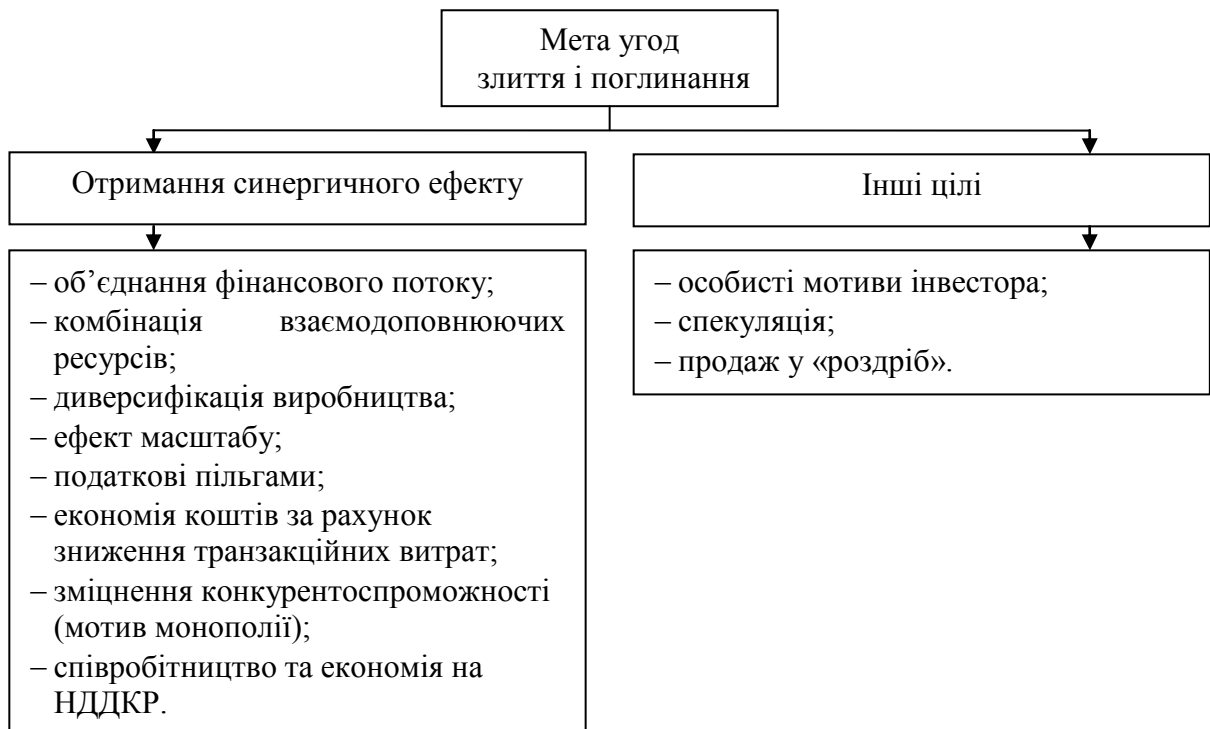 Мета угод
злиття і поглинання
Отримання синергичного ефекту
Інші цілі
– об’єднання фінансового потоку;
– комбінація взаємодоповнюючих
ресурсів;
– диверсифікація виробництва;
– ефект масштабу;
– податкові пільгами;
– економія коштів за рахунок
зниження транзакційних витрат;
– зміцнення конкурентоспроможності
(мотив монополії);
– співробітництво та економія на
НДДКР.
– особисті мотиви інвестора;
– спекуляція;
– продаж у «роздріб».